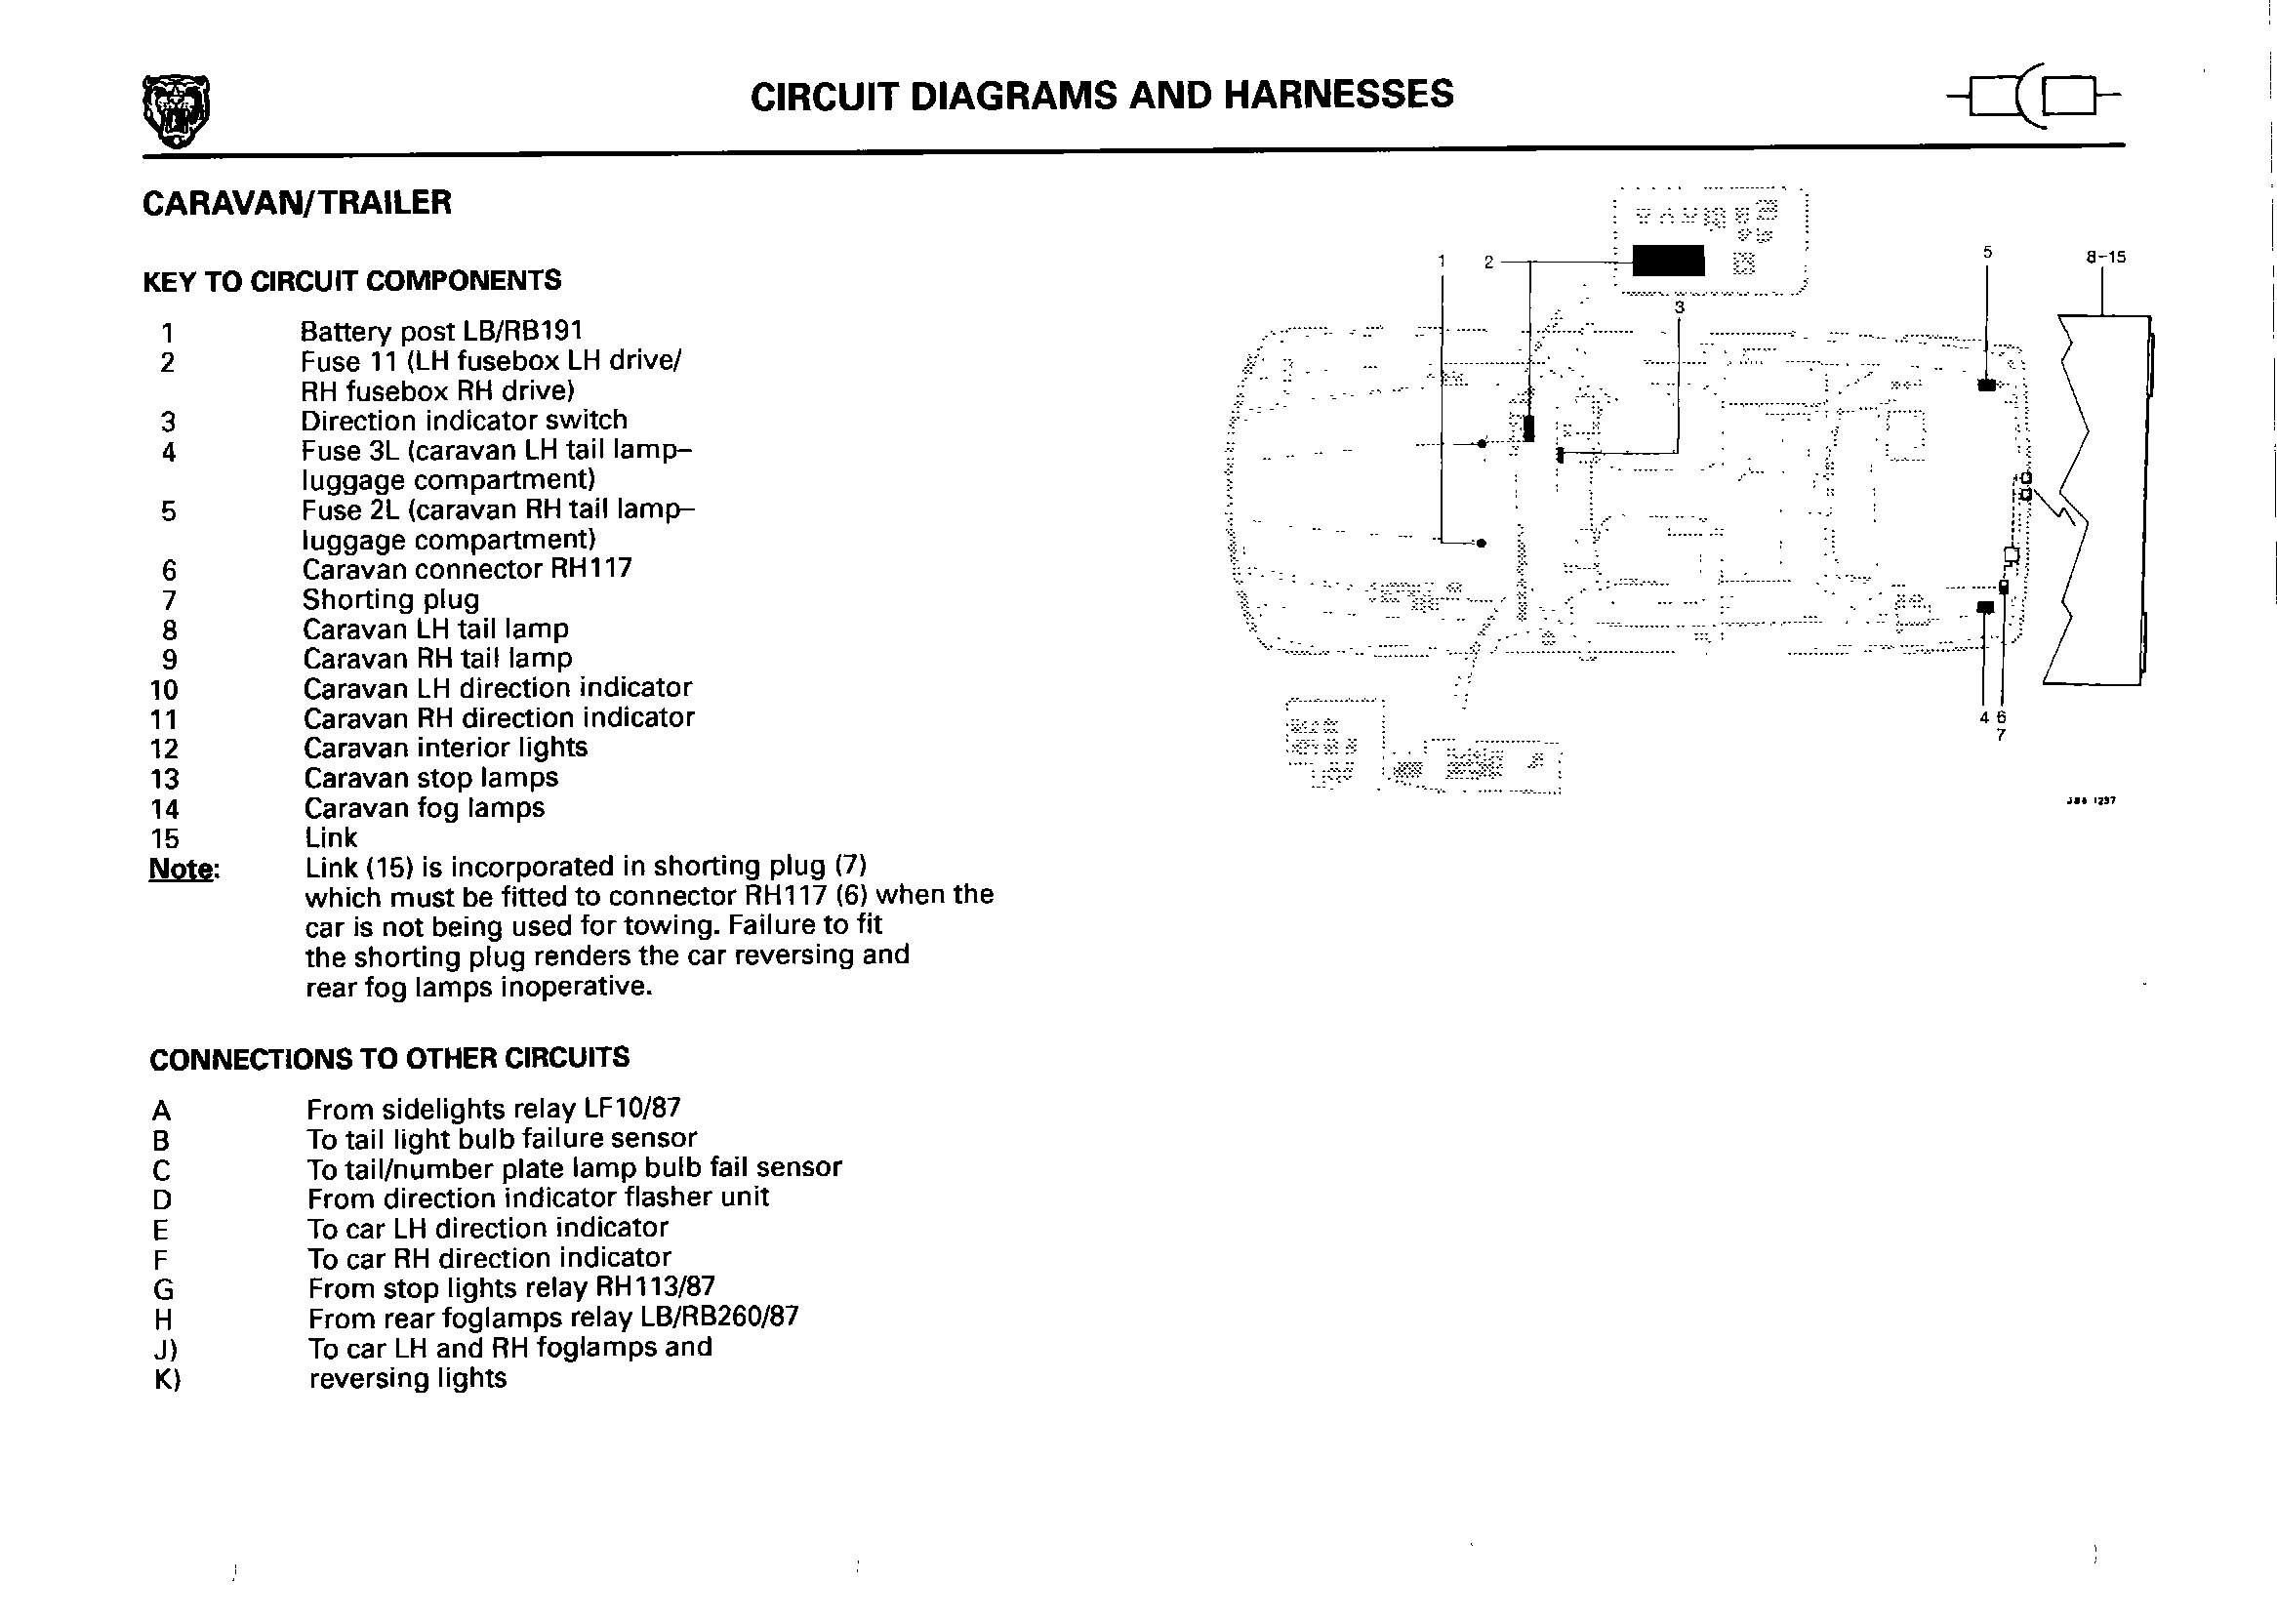 CIRCUIT DIAGRAMS AND HARNESSES
CARAVAN/TRAILER
KEY TO CIRCUIT COMPONENTS
1 Battery post LB/RB191
2 Fuse 11 (LH fusebox LH drive/
RH fusebox RH drive)
3 Direction indicator switch
4 Fuse 3L (caravan LH tail lamp–
luggage compartment)
5 Fuse 2L (caravan RH tail lamp–
luggage compartment)
6 Caravan connector RH117
7 Shorting plug
8 Caravan LH tail lamp
9 Caravan RH tail lamp
10 Caravan LH direction indicator
11 Caravan RH direction indicator
12 Caravan interior lights
13 Caravan stop lamps
14 Caravan fog lamps
15 Link
Note: Link (15) is incorporated in shorting plug (7)
which must be fitted to connector RH117 (6) when the
car is not being used for towing. Failure to fit
the shorting plug renders the car reversing and
rear fog lamps inoperative.
CONNECTIONS TO OTHER CIRCUITS
A From sidelights relay LF10/87
B To tail light bulb failure sensor
C To tail/number plate lamp bulb fail sensor
D From direction indicator flasher unit
E To car LH direction indicator
F To car RH direction indicator
G From stop lights relay RH113/87
H From rear foglamps relay LB/RB260/87
J) To car LH and RH foglamps and
K) reversing lights
1 2
3
5
8-15
4 6
7
1237